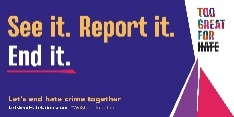 See it. Report it.
End it.
TOO
GREAT
FOR
HATE
Let's end hate crime together